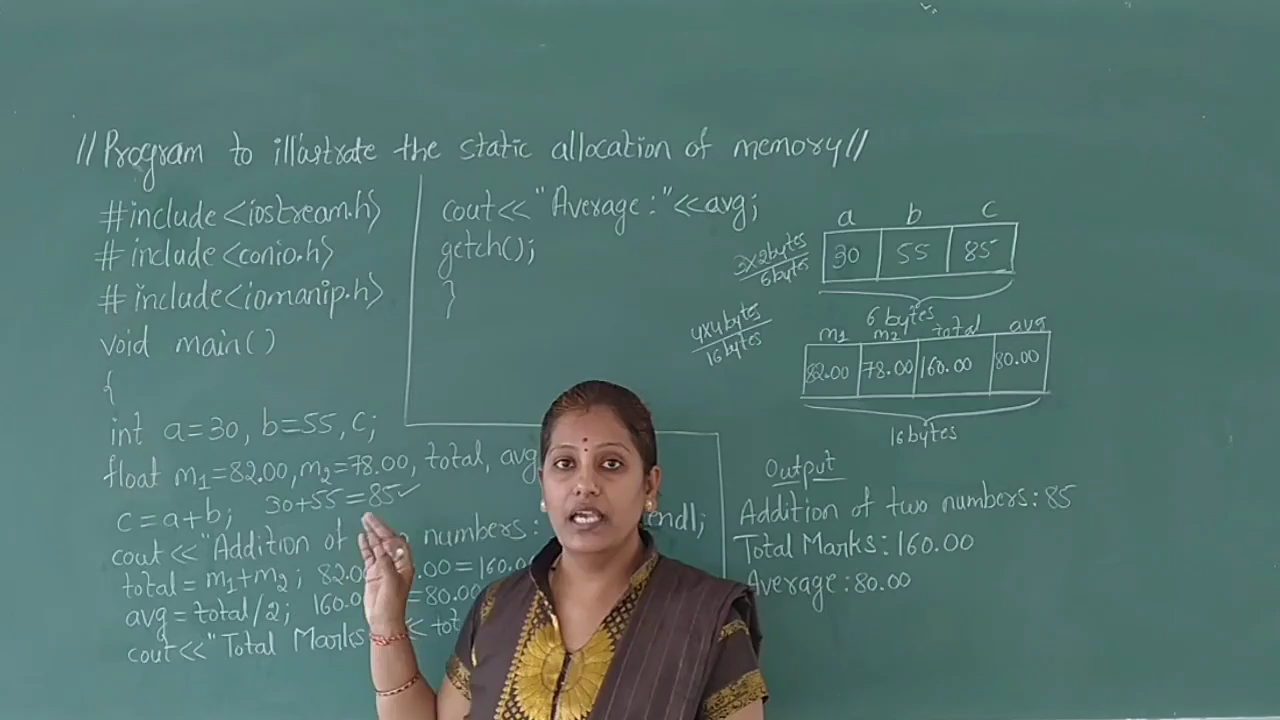 //Program to illustrate the static allocation of memory//
#include<iostream.h>
#include<conio.h>
#include<iomanip.h>
void main()
{
int a=30, b=55, c;
float m1=82.00, m2=78.00, total, avg
c=a+b; 30+55=85✓
cout<<"Addition of numbers: endl;
total=m1+m2; 82.0 .00=160.0
avg=total/2; 160.0 =80.00
cout<<"Total Marks < tot
cout<<"Average:"<<avg;
getch();
}
a b c
3x2bytes
6bytes
30 55 85
6 bytes
4x4bytes
16bytes
m1 m2 total avg
82.00 78.00 160.00 80.00
16bytes
Output
Addition of two numbers: 85
Total Marks: 160.00
Average: 80.00